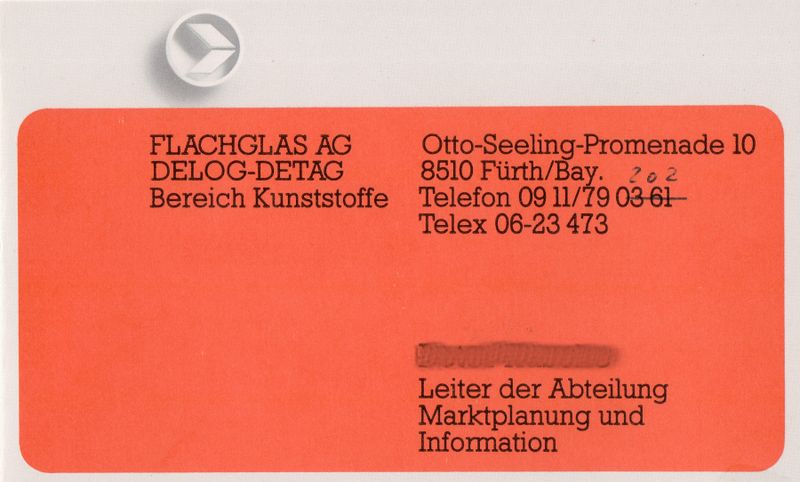 FLACHGLAS AG
DELOG-DETAG
Bereich Kunststoffe
Otto-Seeling-Promenade 10
8510 Fürth/Bay.
202
Telefon 09 11/79 03 61
Telex 06-23 473
Leiter der Abteilung
Marktplanung und
Information